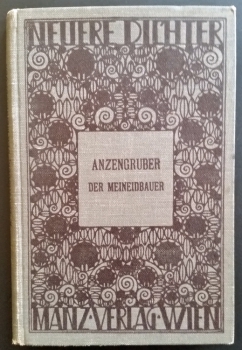 NEUERE DICHTER
ANZENGRUBER
DER MEINEIDBAUER
MANZ·VERLAG·WIEN